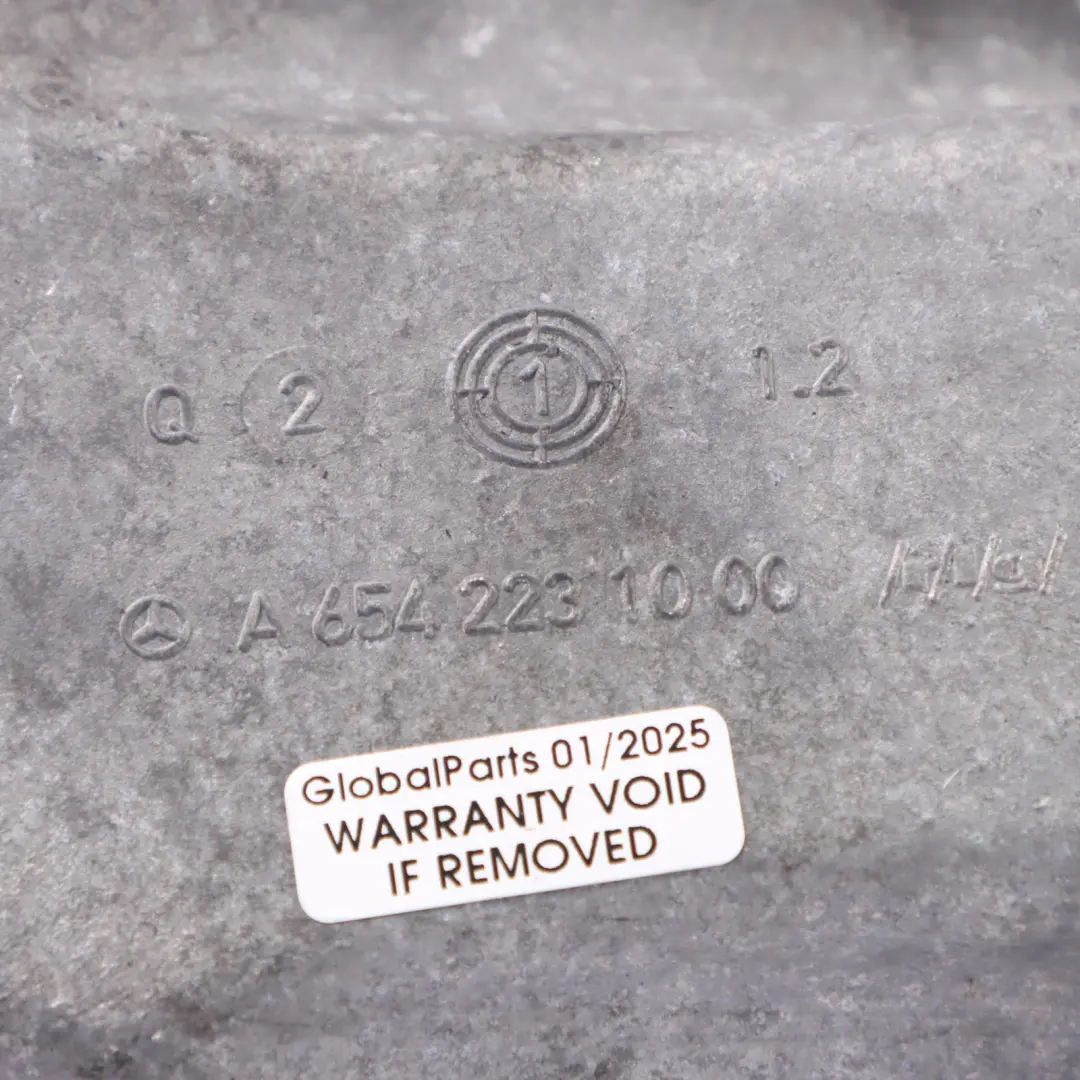 Q 2 1 1.2
A 654 223 10 00
GlobalParts 01/2025
WARRANTY VOID
IF REMOVED